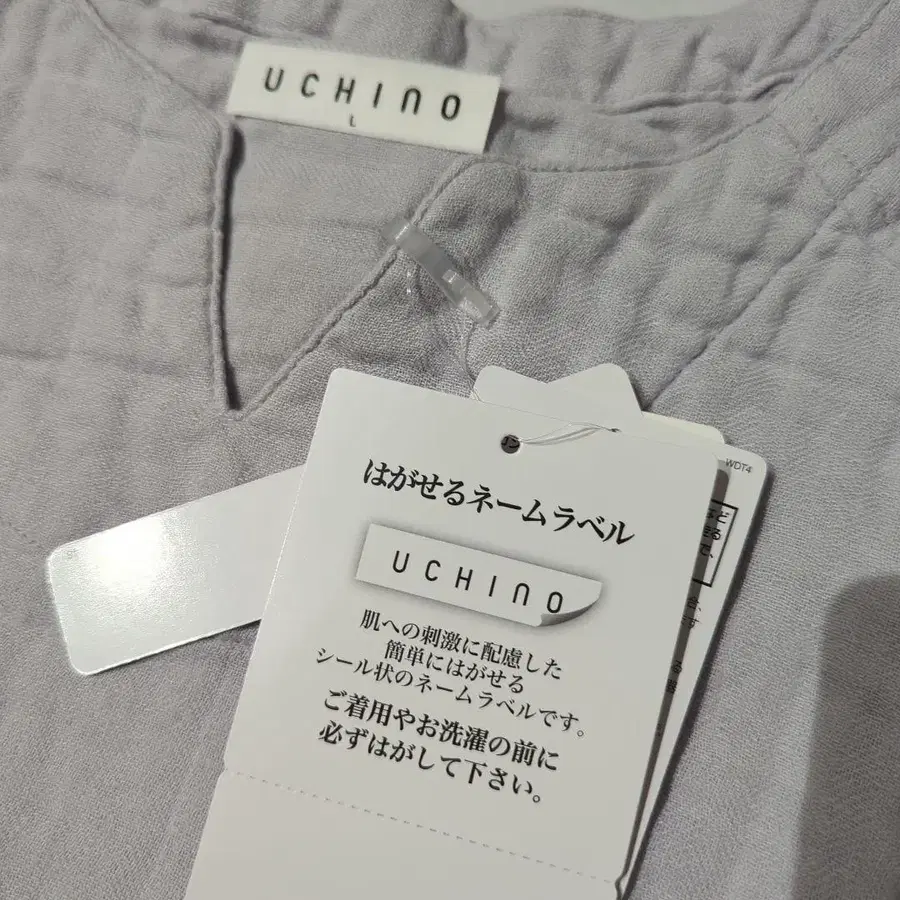 UCHINO
L
はがせるネームラベル
UCHINO
肌への刺激に配慮した
簡単にはがせる
シール状のネームラベルです。
ご着用やお洗濯の前に
必ずはがして下さい。
WDT4